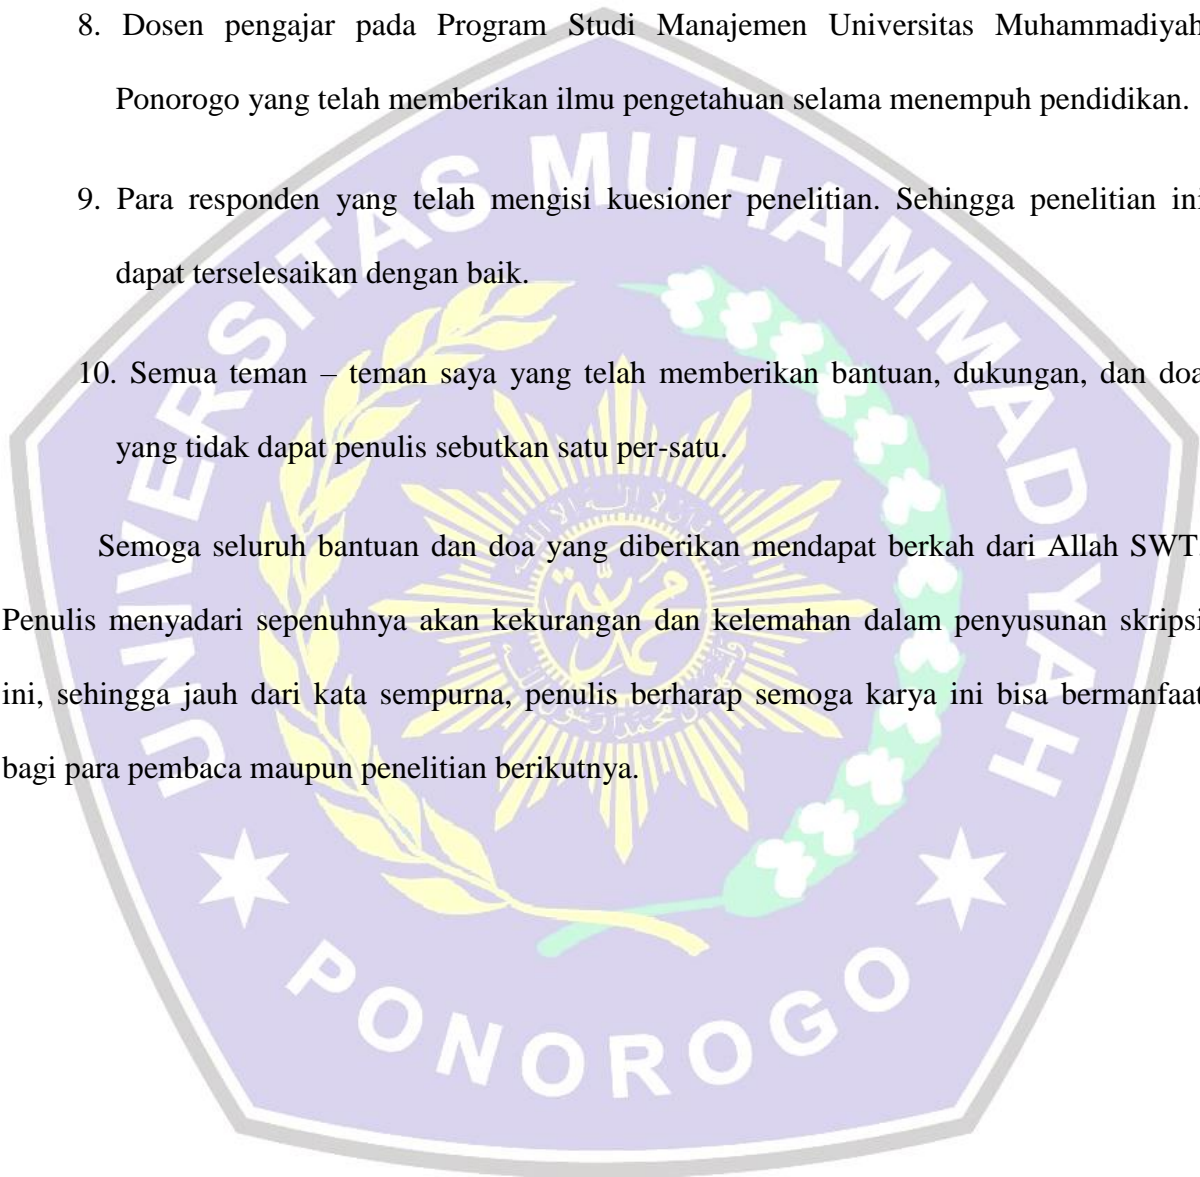 8. Dosen pengajar pada Program Studi Manajemen Universitas Muhammadiyah
Ponorogo yang telah memberikan ilmu pengetahuan selama menempuh pendidikan.
9. Para responden yang telah mengisi kuesioner penelitian. Sehingga penelitian ini
dapat terselesaikan dengan baik.
10. Semua teman – teman saya yang telah memberikan bantuan, dukungan, dan doa
yang tidak dapat penulis sebutkan satu per-satu.
Semoga seluruh bantuan dan doa yang diberikan mendapat berkah dari Allah SWT.
Penulis menyadari sepenuhnya akan kekurangan dan kelemahan dalam penyusunan skripsi
ini, sehingga jauh dari kata sempurna, penulis berharap semoga karya ini bisa bermanfaat
bagi para pembaca maupun penelitian berikutnya.
UNIVERSITAS MUHAMMADIYAH
PONOROGO